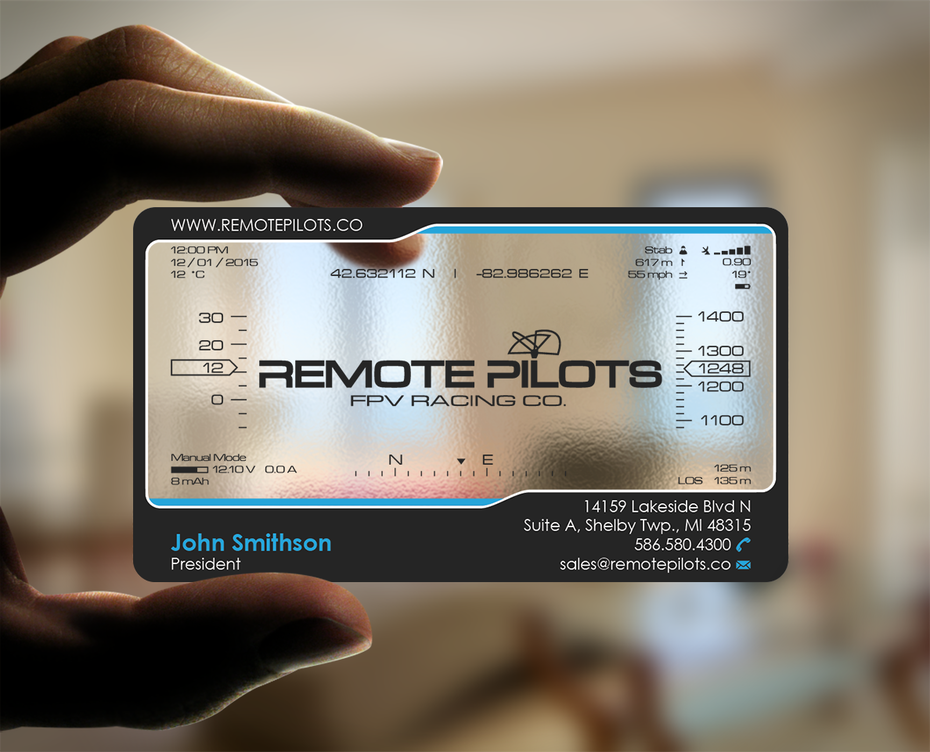 WWW.REMOTEPILOTS.CO
12:00 PM
12 / 01 / 2015
12 °C
42.632112 N | -82.986262 E
Stab
617 m 0.90
55 mph 19°
30
20
12
0
1400
1300
1248
1200
1100
REMOTE PILOTS
FPV RACING CO.
Manual Mode
12.10 V 0.0 A
8 mAh
N E
125 m
LOS 135 m
John Smithson
President
14159 Lakeside Blvd N
Suite A, Shelby Twp., MI 48315
586.580.4300
sales@remotepilots.co